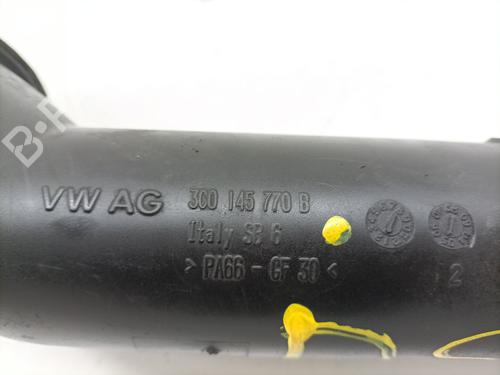 VW AG 3C0 145 770 B
Italy SB 6
>PA66-GF 30<
2